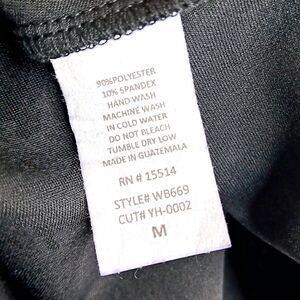 90%POLYESTER
10% SPANDEX
HAND WASH
MACHINE WASH
IN COLD WATER
DO NOT BLEACH
TUMBLE DRY LOW
MADE IN GUATEMALA
RN # 15514
STYLE# WB669
CUT# YH-0002
M